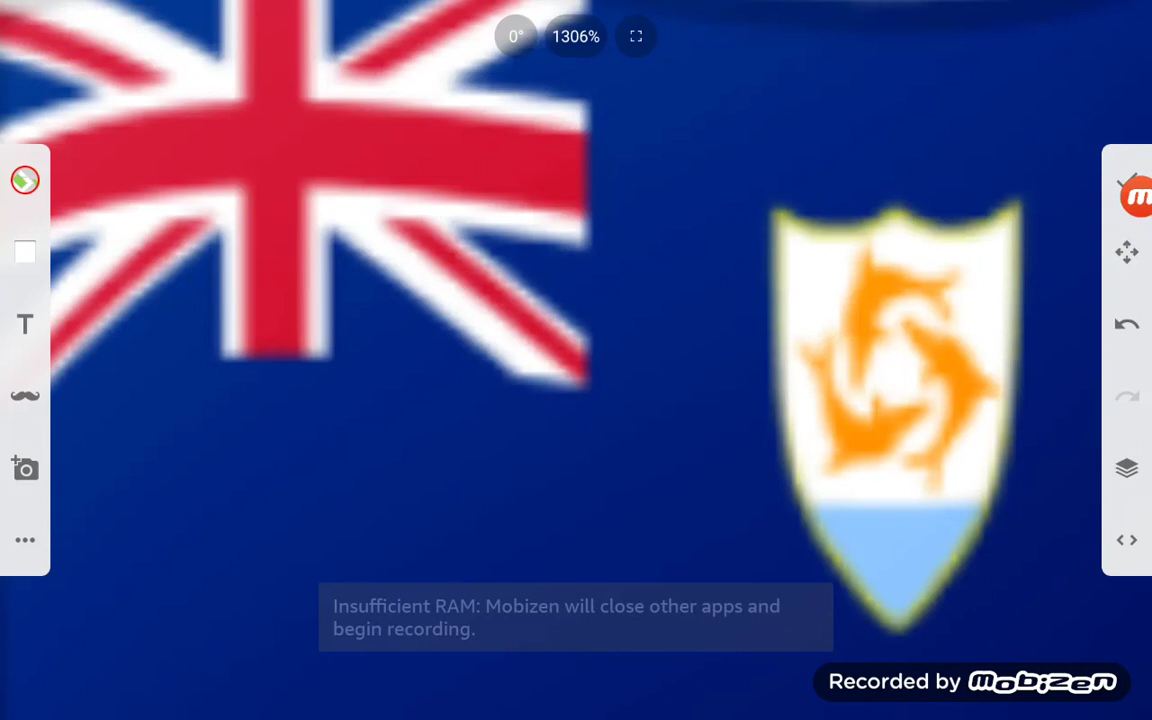 0°
1306%
T
Insufficient RAM: Mobizen will close other apps and
begin recording.
Recorded by mobizen
m